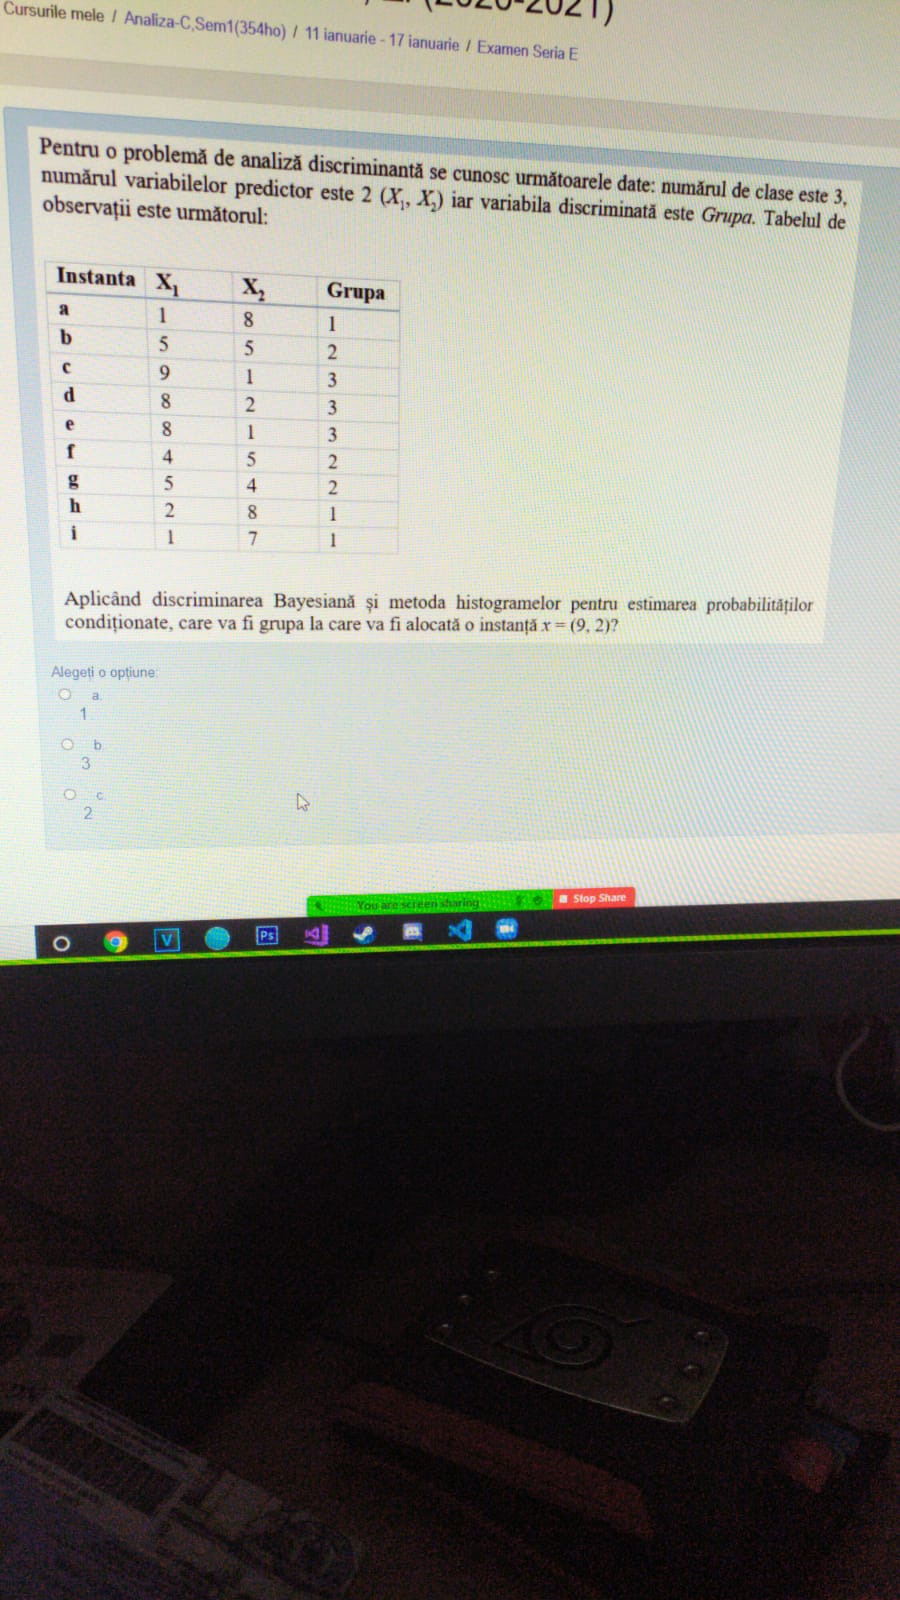 (2020-2021)
Cursurile mele / Analiza-C,Sem1(354ho) / 11 ianuarie - 17 ianuarie / Examen Seria E
Pentru o problemă de analiză discriminantă se cunosc următoarele date: numărul de clase este 3,
numărul variabilelor predictor este 2 (X₁, X₂) iar variabila discriminată este Grupa. Tabelul de
observații este următorul:
Instanta X₁ X₂ Grupa
a 1 8 1
b 5 5 2
c 9 1 3
d 8 2 3
e 8 1 3
f 4 5 2
g 5 4 2
h 2 8 1
i 1 7 1
Aplicând discriminarea Bayesiană și metoda histogramelor pentru estimarea probabilităților
condiționate, care va fi grupa la care va fi alocată o instanță x = (9, 2)?
Alegeți o opțiune:
a.
1
b.
3
c.
2
You are screen sharing
Stop Share
V
Ps